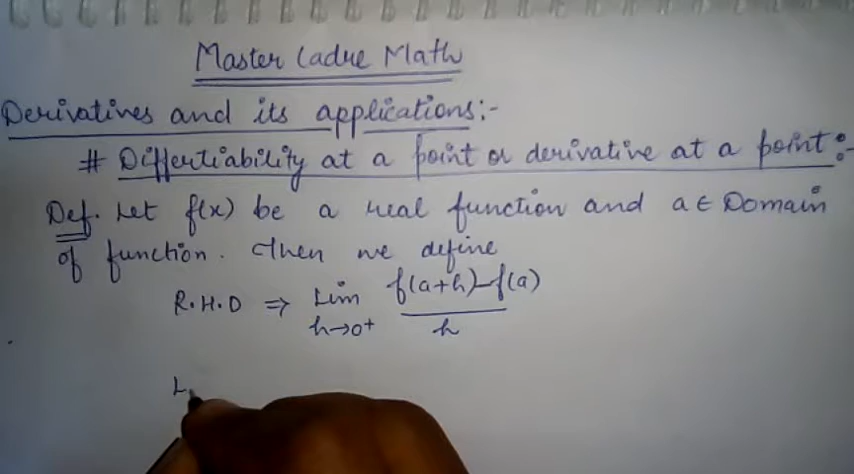 Master Cadre Math
Derivatives and its applications:-
# Differtiability at a point or derivative at a point:-
Def. Let f(x) be a real function and a ∈ Domain
of function. Then we define
R.H.D ⇒ Lim f(a+h)-f(a)
h→0⁺ h
L.